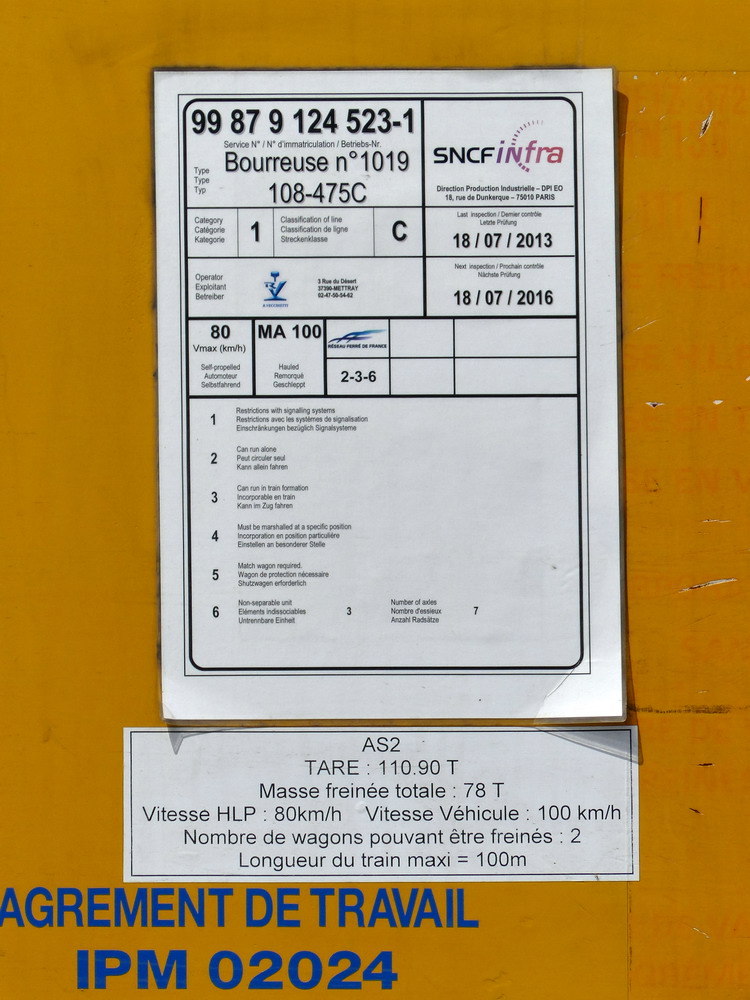 99 87 9 124 523-1
Service N° / N° d'immatriculation / Betriebs-Nr.
Type
Type
Typ
Bourreuse n°1019
108-475C
SNCF infra
Direction Production Industrielle – DPI EO
18, rue de Dunkerque – 75010 PARIS
Category
Catégorie
Kategorie
1
Classification of line
Classification de ligne
Streckenklasse
C
Last inspection / Dernier contrôle
Letzte Prüfung
18 / 07 / 2013
Operator
Exploitant
Betreiber
3 Rue du Désert
37390-METTRAY
02-47-50-54-62
Next inspection / Prochain contrôle
Nächste Prüfung
18 / 07 / 2016
80
Vmax (km/h)
Self-propelled
Automoteur
Selbstfahrend
MA 100
Hauled
Remorqué
Geschleppt
RÉSEAU FERRÉ DE FRANCE
2-3-6
1
Restrictions with signalling systems
Restrictions avec les systèmes de signalisation
Einschränkungen bezüglich Signalsysteme
2
Can run alone
Peut circuler seul
Kann allein fahren
3
Can run in train formation
Incorporable en train
Kann im Zug fahren
4
Must be marshalled at a specific position
Incorporation en position particulière
Einstellen an besonderer Stelle
5
Match wagon required.
Wagon de protection nécessaire
Shutzwagen erforderlich
6
Non-separable unit
Eléments indissociables
Untrennbare Einheit
3
Number of axles
Nombre d'essieux
Anzahl Radsätze
7
AS2
TARE : 110.90 T
Masse freinée totale : 78 T
Vitesse HLP : 80km/h Vitesse Véhicule : 100 km/h
Nombre de wagons pouvant être freinés : 2
Longueur du train maxi = 100m
AGREMENT DE TRAVAIL
IPM 02024